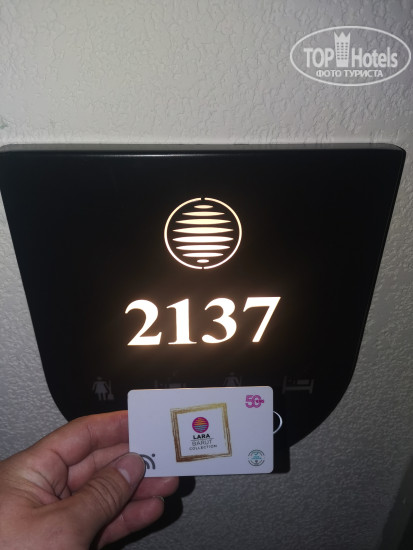 TOP Hotels
ФОТО ТУРИСТА
2137
50
LARA
BARUT
COLLECTION